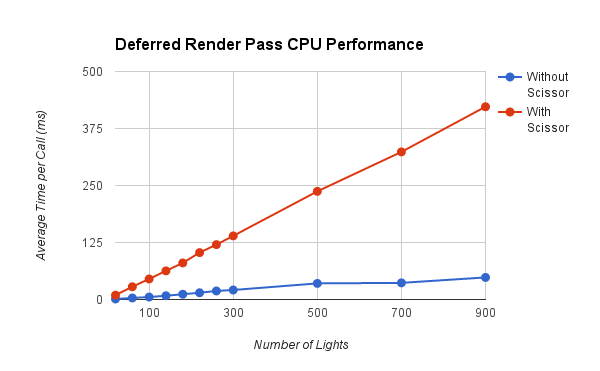 Deferred Render Pass CPU Performance
500
375
250
125
0
Average Time per Call (ms)
100
300
500
700
900
Number of Lights
Without
Scissor
With
Scissor